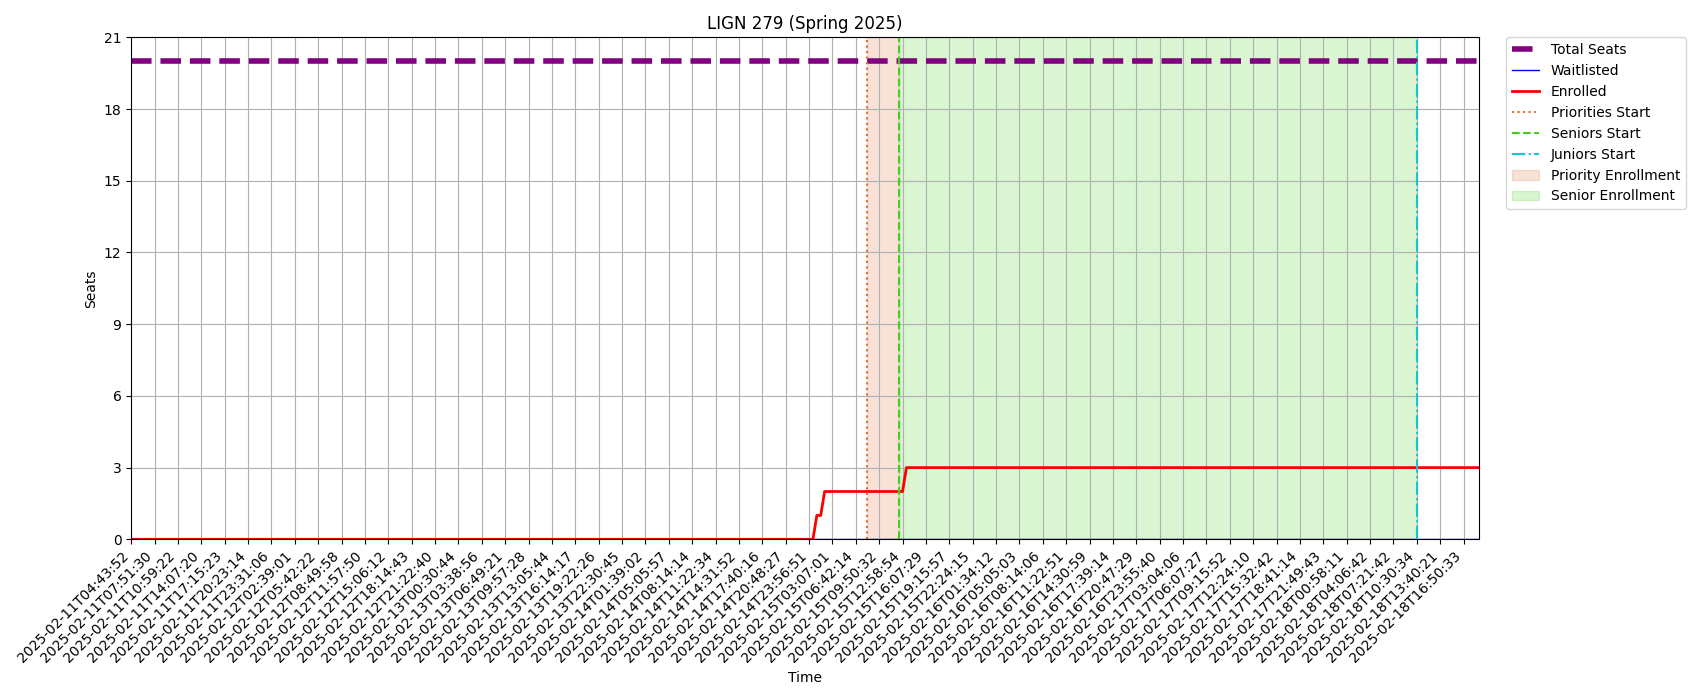 LIGN 279 (Spring 2025)
21
18
15
12
9
6
3
0
Seats
2025-02-11T04:43:52
2025-02-11T07:51:30
2025-02-11T10:59:22
2025-02-11T14:07:20
2025-02-11T17:15:23
2025-02-11T20:23:14
2025-02-11T23:31:06
2025-02-12T02:39:01
2025-02-12T05:42:22
2025-02-12T08:49:58
2025-02-12T11:57:50
2025-02-12T15:06:12
2025-02-12T18:14:43
2025-02-12T21:22:40
2025-02-13T00:30:44
2025-02-13T03:38:56
2025-02-13T06:49:21
2025-02-13T09:57:28
2025-02-13T13:05:44
2025-02-13T16:14:17
2025-02-13T19:22:26
2025-02-13T22:30:45
2025-02-14T01:39:02
2025-02-14T05:05:57
2025-02-14T08:14:14
2025-02-14T11:22:34
2025-02-14T14:31:52
2025-02-14T17:40:16
2025-02-14T20:48:27
2025-02-14T23:56:51
2025-02-15T03:07:01
2025-02-15T06:42:14
2025-02-15T09:50:32
2025-02-15T12:58:54
2025-02-15T16:07:29
2025-02-15T19:15:57
2025-02-15T22:24:15
2025-02-16T01:34:12
2025-02-16T05:05:03
2025-02-16T08:14:06
2025-02-16T11:22:51
2025-02-16T14:30:59
2025-02-16T17:39:14
2025-02-16T20:47:29
2025-02-16T23:55:40
2025-02-17T03:04:06
2025-02-17T06:07:27
2025-02-17T09:15:52
2025-02-17T12:24:10
2025-02-17T15:32:42
2025-02-17T18:41:14
2025-02-17T21:49:43
2025-02-18T00:58:11
2025-02-18T04:06:42
2025-02-18T07:21:42
2025-02-18T10:30:34
2025-02-18T13:40:21
2025-02-18T16:50:33
Time
Total Seats
Waitlisted
Enrolled
Priorities Start
Seniors Start
Juniors Start
Priority Enrollment
Senior Enrollment